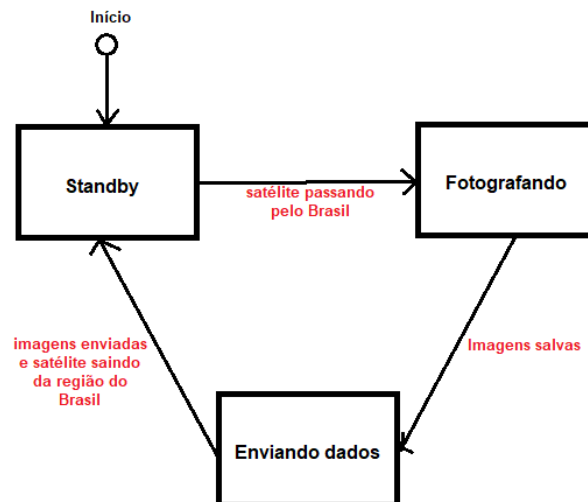 Início
Standby
satélite passando
pelo Brasil
Fotografando
imagens enviadas
e satélite saindo
da região do
Brasil
Imagens salvas
Enviando dados